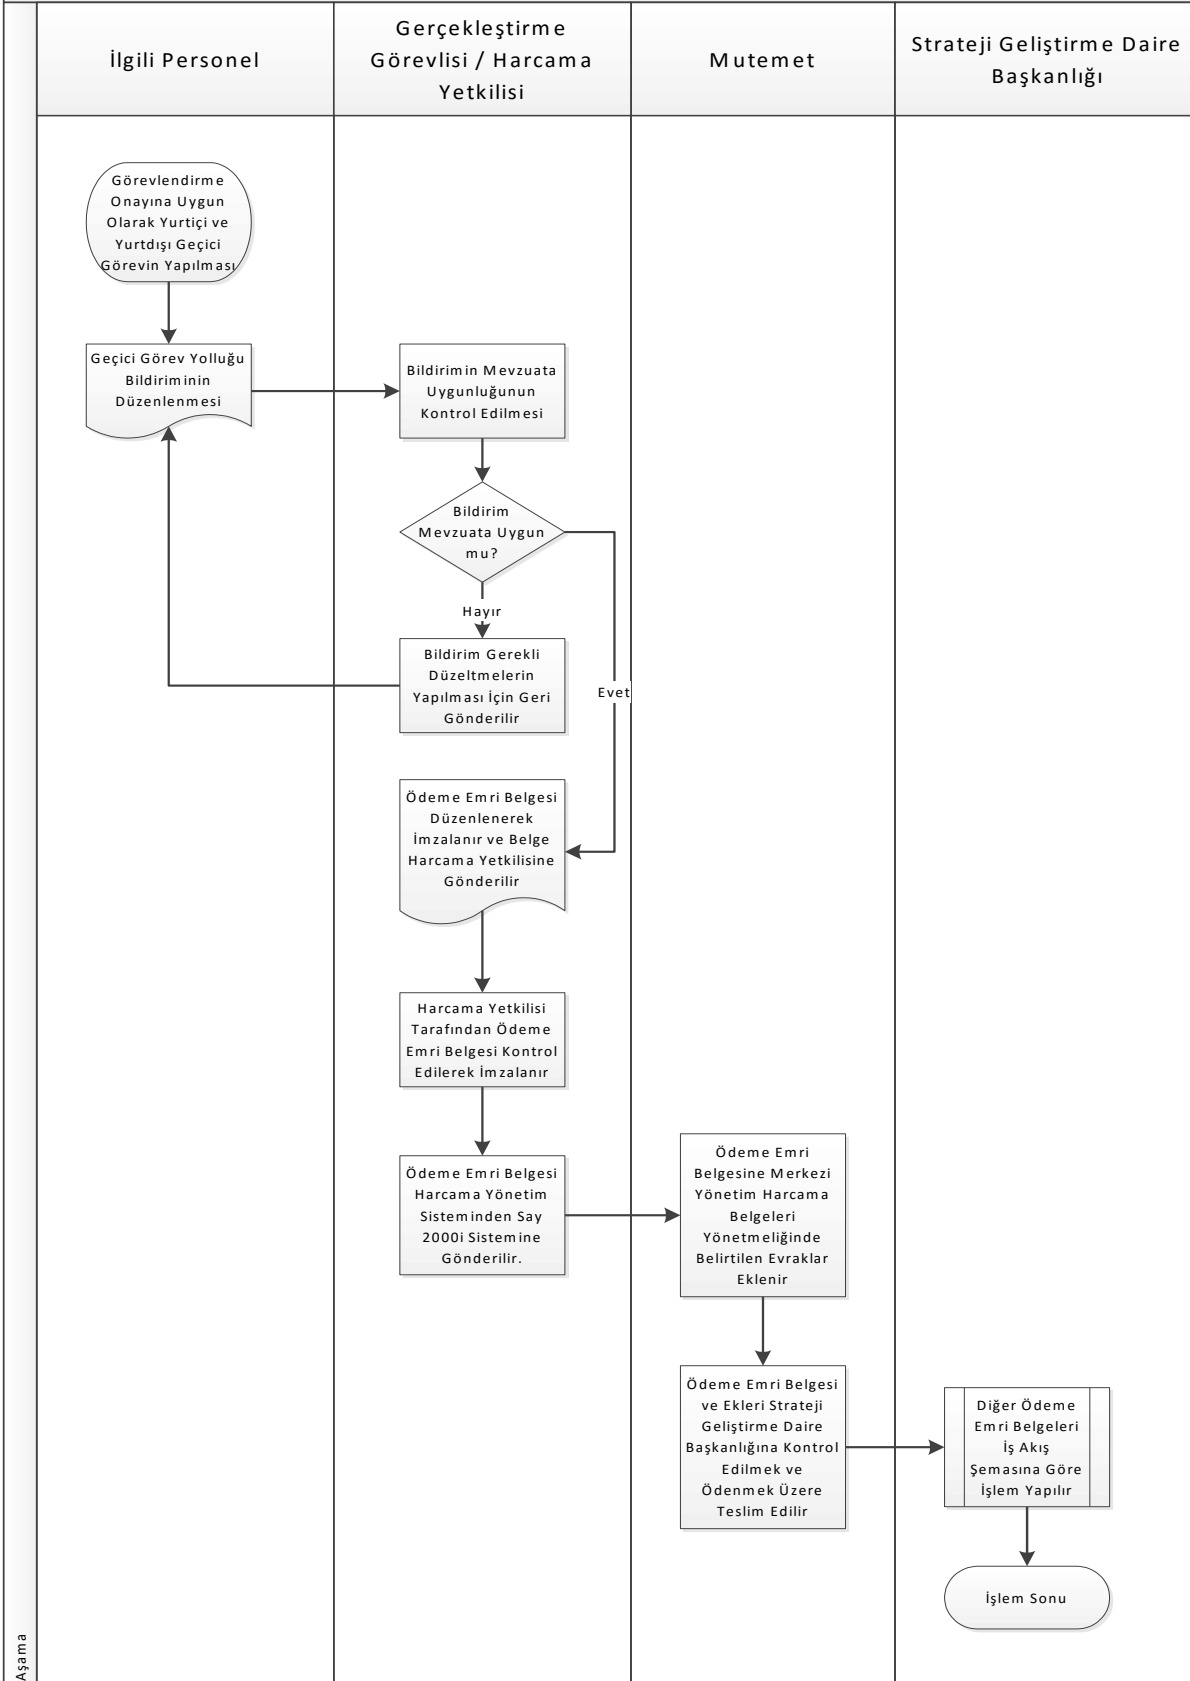 İlgili Personel
Gerçekleştirme
Görevlisi / Harcama
Yetkilisi
Mutemet
Strateji Geliştirme Daire
Başkanlığı
Görevlendirme
Onayına Uygun
Olarak Yurtiçi ve
Yurtdışı Geçici
Görevin Yapılması
Geçici Görev Yolluğu
Bildiriminin
Düzenlenmesi
Bildirimin Mevzuata
Uygunluğunun
Kontrol Edilmesi
Bildirim
Mevzuata Uygun
mu?
Hayır
Bildirim Gerekli
Düzeltmelerin
Yapılması İçin Geri
Gönderilir
Evet
Ödeme Emri Belgesi
Düzenlenerek
İmzalanır ve Belge
Harcama Yetkilisine
Gönderilir
Harcama Yetkilisi
Tarafından Ödeme
Emri Belgesi Kontrol
Edilerek İmzalanır
Ödeme Emri Belgesi
Harcama Yönetim
Sisteminden Say
2000i Sistemine
Gönderilir.
Ödeme Emri
Belgesine Merkezi
Yönetim Harcama
Belgeleri
Yönetmeliğinde
Belirtilen Evraklar
Eklenir
Ödeme Emri Belgesi
ve Ekleri Strateji
Geliştirme Daire
Başkanlığına Kontrol
Edilmek ve
Ödenmek Üzere
Teslim Edilir
Diğer Ödeme
Emri Belgeleri
İş Akış
Şemasına Göre
İşlem Yapılır
İşlem Sonu
Aşama